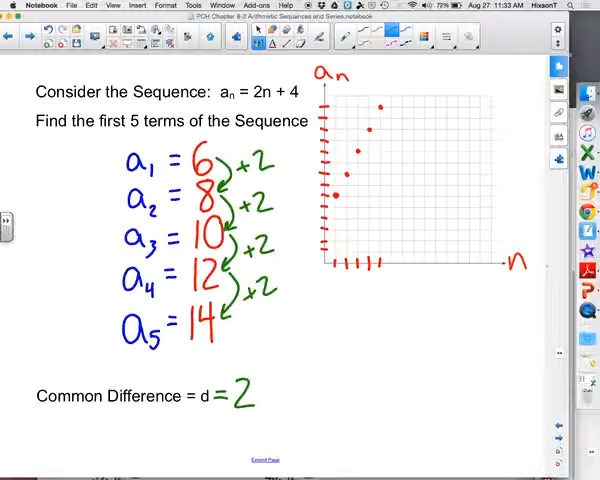 Notebook File Edit View Insert Format Tools Window Add-ons Help 72% Aug 27 11:33 AM HixsonT
PCH Chapter 8-2 Arithmetic Sequences and Series.notebook
Consider the Sequence: aₙ = 2n + 4
Find the first 5 terms of the Sequence
a₁ = 6
+2
a₂ = 8
+2
a₃ = 10
+2
a₄ = 12
+2
a₅ = 14
Common Difference = d = 2
aₙ
n
Extend Page